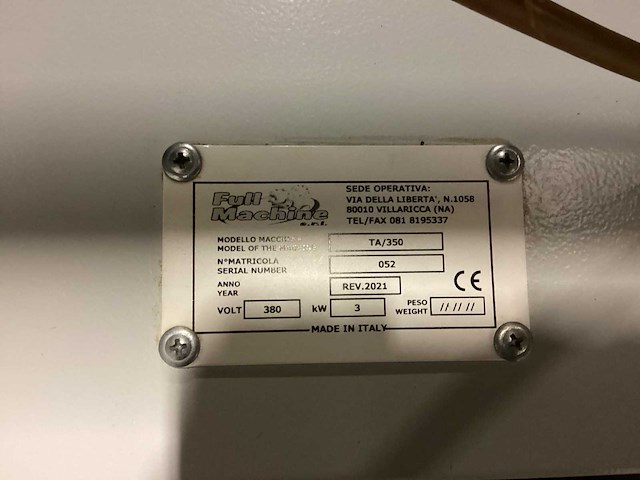 Full
Machine
s.r.l.
SEDE OPERATIVA:
VIA DELLA LIBERTA', N.1058
80010 VILLARICCA (NA)
TEL/FAX 081 8195337
MODELLO
MODEL OF THE
TA/350
N°MATRICOLA
SERIAL NUMBER
052
ANNO
YEAR
REV.2021
CE
VOLT 380 kW 3
PESO
WEIGHT
// // //
MADE IN ITALY